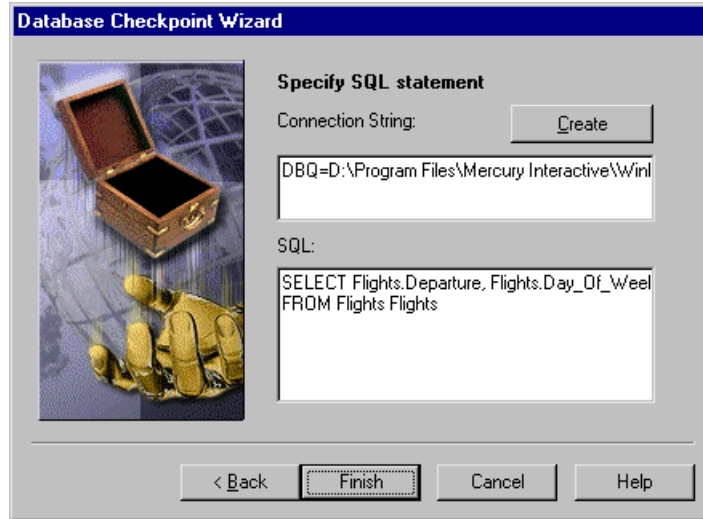 Database Checkpoint Wizard
Specify SQL statement
Connection String:
Create
DBQ=D:\Program Files\Mercury Interactive\Winl
SQL:
SELECT Flights.Departure, Flights.Day_Of_Weel
FROM Flights Flights
< Back
Finish
Cancel
Help